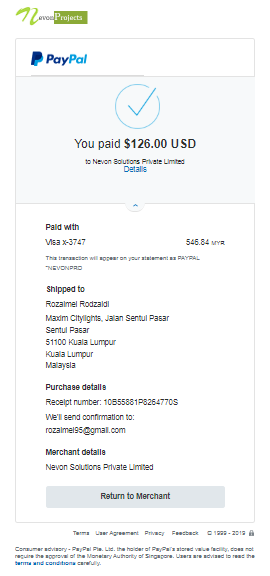 Nevon Projects
PayPal
You paid $126.00 USD
to Nevon Solutions Private Limited
Details
Paid with
Visa x-3747 546.84 MYR
This transaction will appear on your statement as PAYPAL
*NEVONPRO
Shipped to
Rozaimei Rodzaidi
Maxim Citylights, Jalan Sentul Pasar
Sentul Pasar
51100 Kuala Lumpur
Kuala Lumpur
Malaysia
Purchase details
Receipt number: 10B55881P8264770S
We'll send confirmation to:
rozaimei95@gmail.com
Merchant details
Nevon Solutions Private Limited
Return to Merchant
Terms User Agreement Privacy Feedback © 1999 - 2019
Consumer advisory - PayPal Pte. Ltd. the holder of PayPal's stored value facility, does not
require the approval of the Monetary Authority of Singapore. Users are advised to read the
terms and conditions carefully.